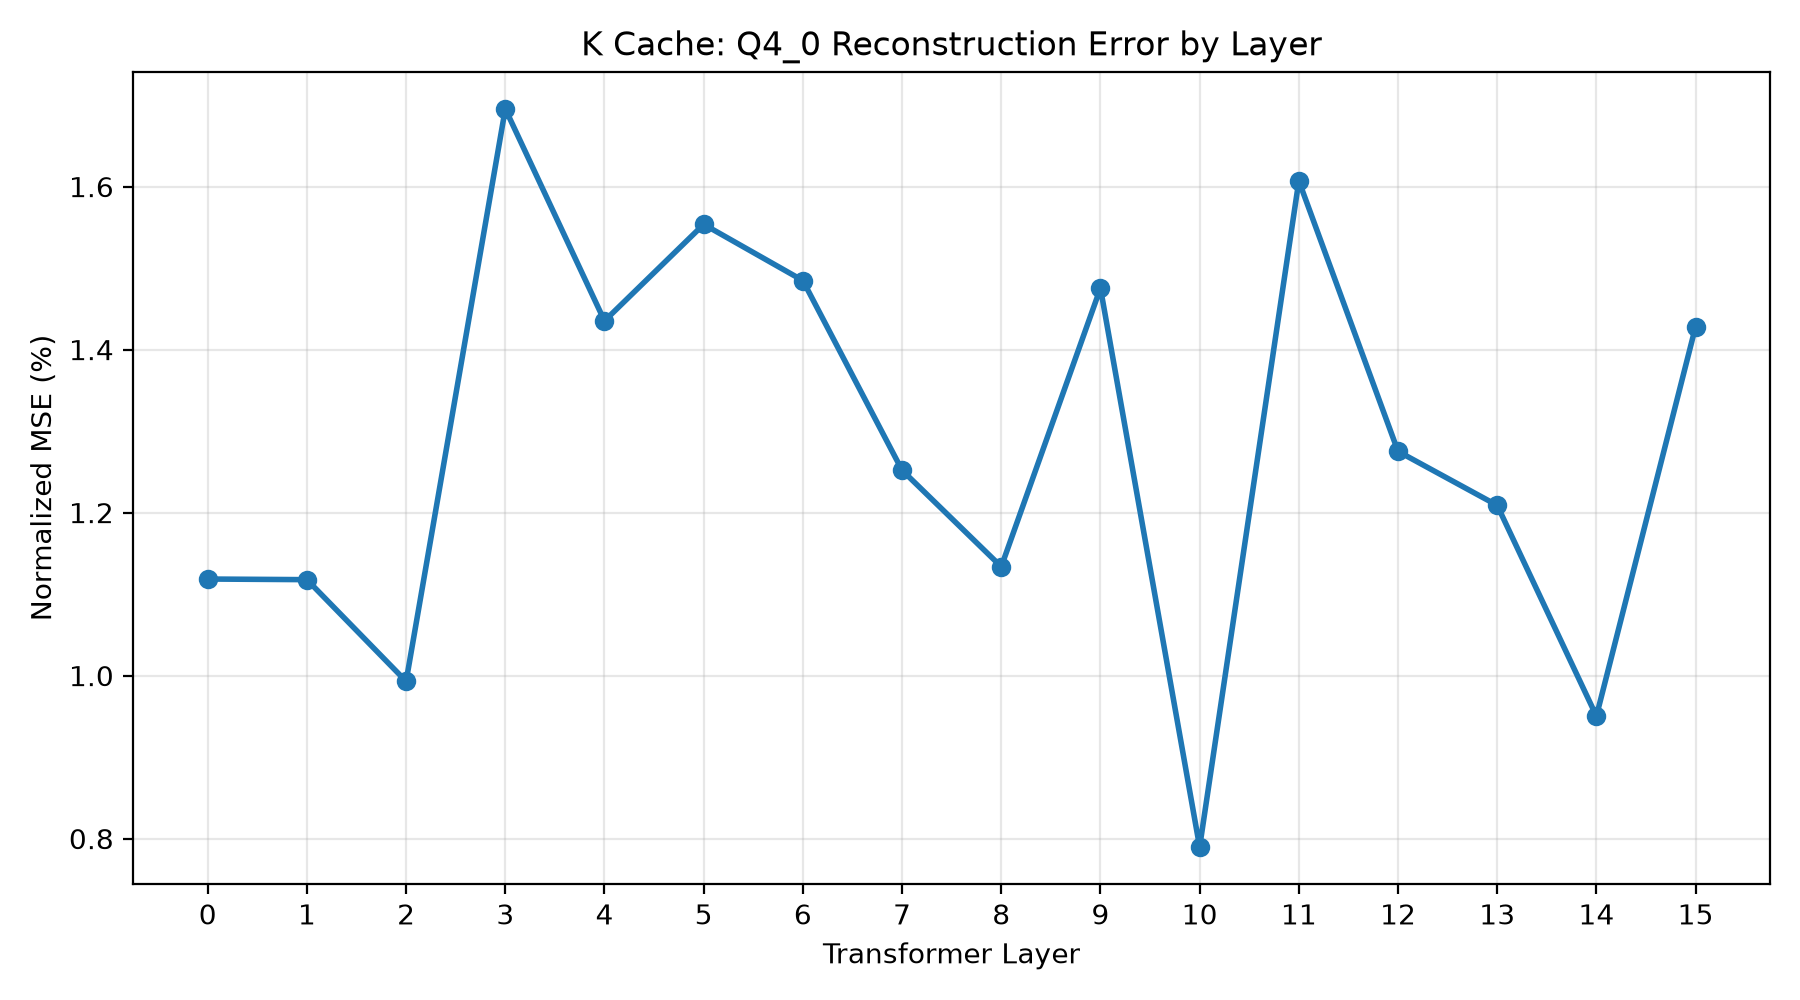 K Cache: Q4_0 Reconstruction Error by Layer
Normalized MSE (%)
1.6
1.4
1.2
1.0
0.8
0 1 2 3 4 5 6 7 8 9 10 11 12 13 14 15
Transformer Layer